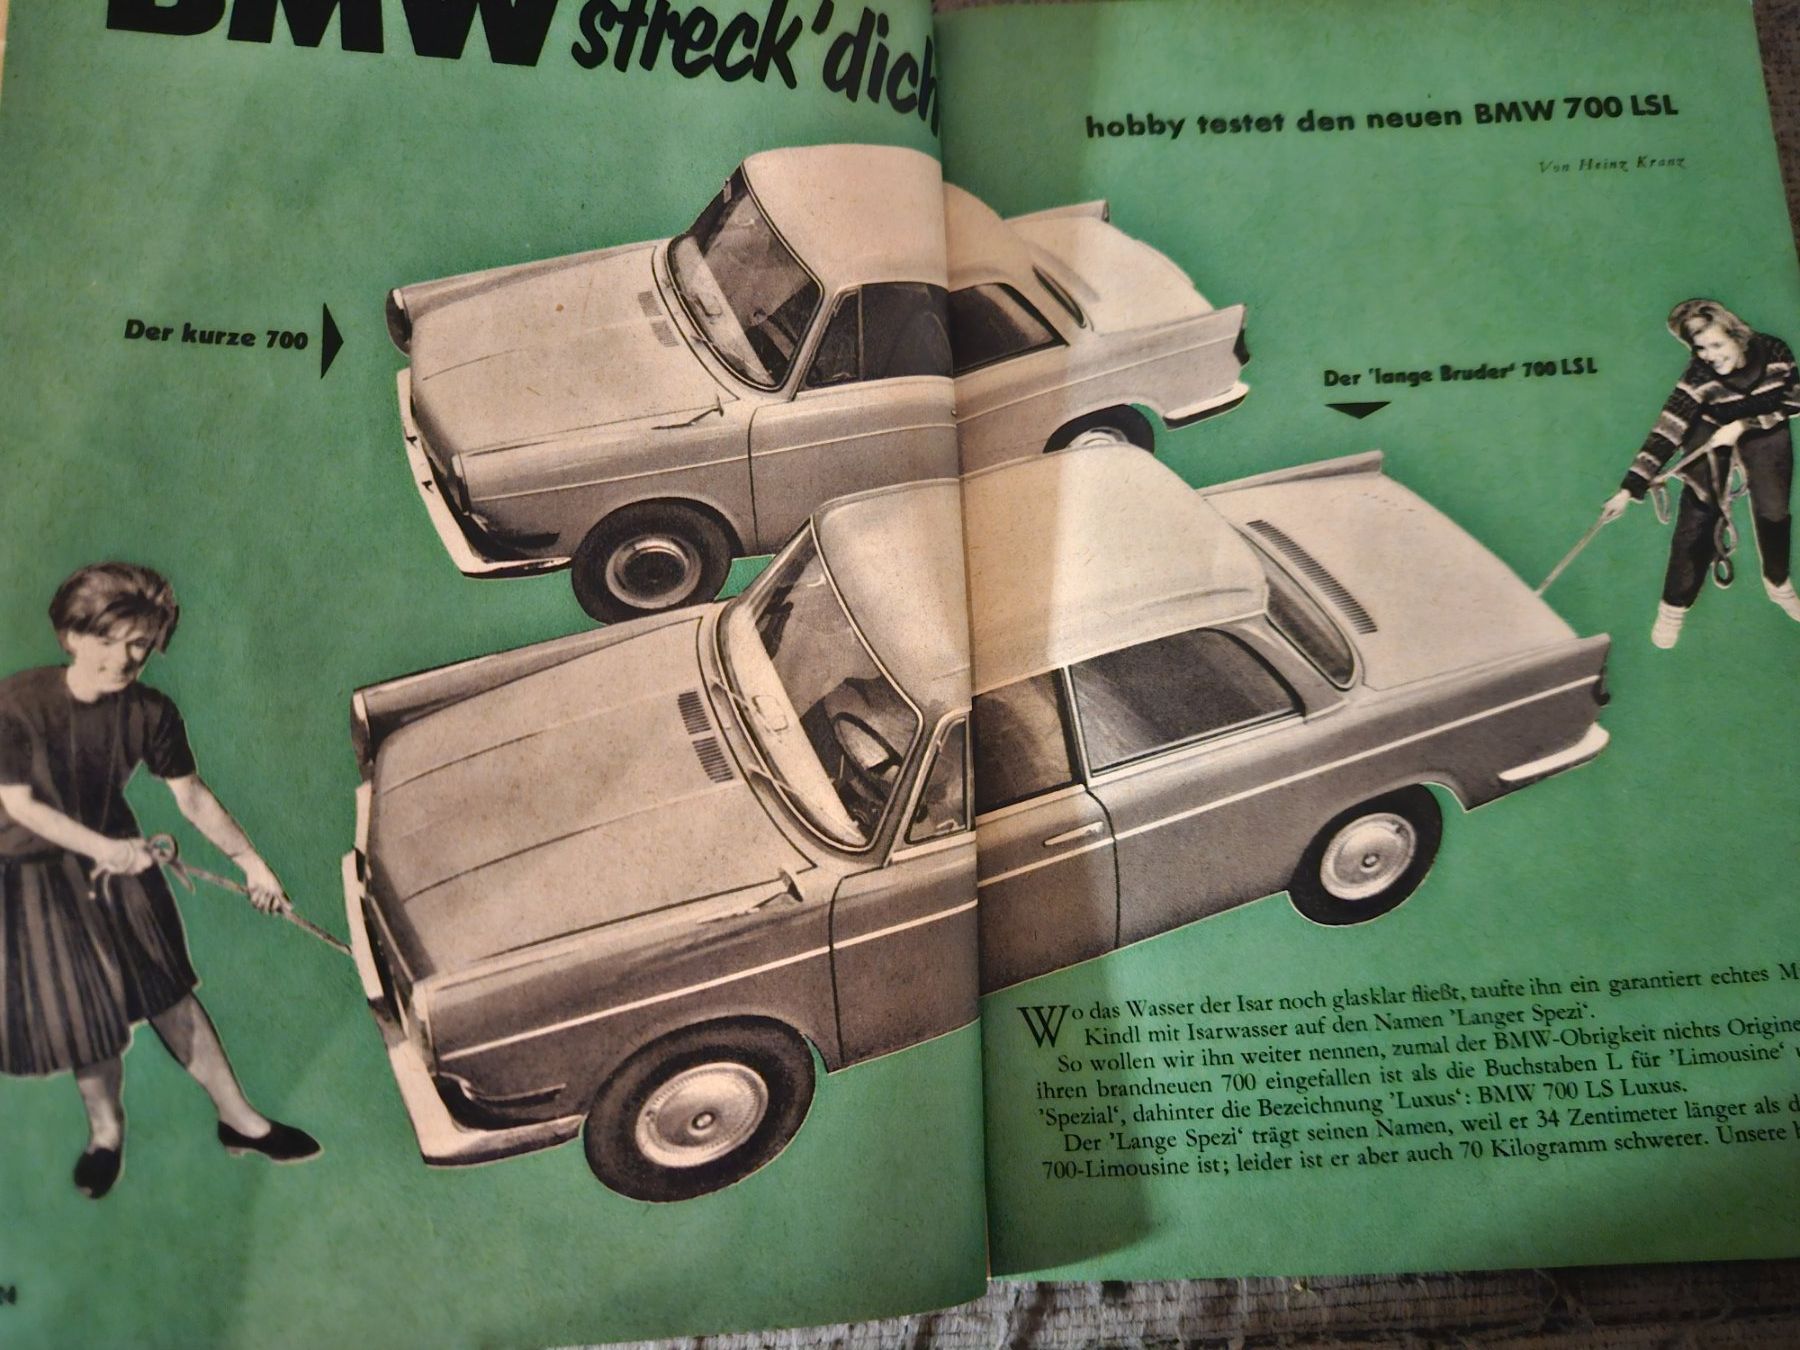 BMW streck' dich
hobby testet den neuen BMW 700 LSL
Von Heinz Kranz
Der kurze 700
Der 'lange Bruder' 700 LSL
Wo das Wasser der Isar noch glasklar fließt, taufte ihn ein garantiert echtes
Kindl mit Isarwasser auf den Namen 'Langer Spezi'.
So wollen wir ihn weiter nennen, zumal der BMW-Obrigkeit nichts
ihren brandneuen 700 eingefallen ist als die Buchstaben L für 'Limousine'
'Spezial', dahinter die Bezeichnung 'Luxus': BMW 700 LS Luxus.
Der 'Lange Spezi' trägt seinen Namen, weil er 34 Zentimeter länger als
700-Limousine ist; leider ist er aber auch 70 Kilogramm schwerer. Unsere